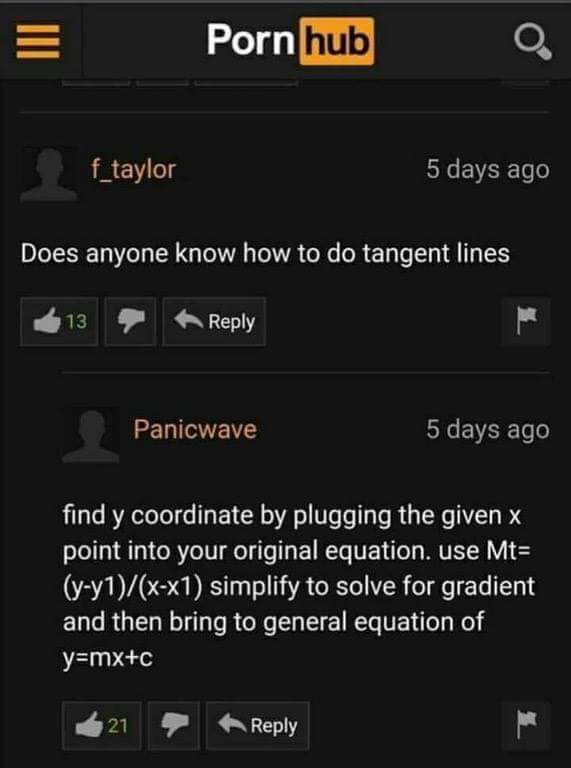 Porn hub
f_taylor 5 days ago
Does anyone know how to do tangent lines
13 Reply
Panicwave 5 days ago
find y coordinate by plugging the given x
point into your original equation. use Mt=
(y-y1)/(x-x1) simplify to solve for gradient
and then bring to general equation of
y=mx+c
21 Reply